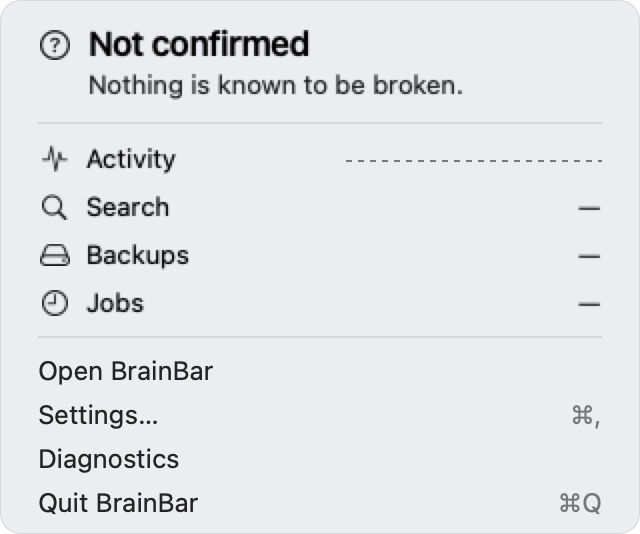 Not confirmed
Nothing is known to be broken.
Activity
Search —
Backups —
Jobs —
Open BrainBar
Settings... ⌘,
Diagnostics
Quit BrainBar ⌘Q